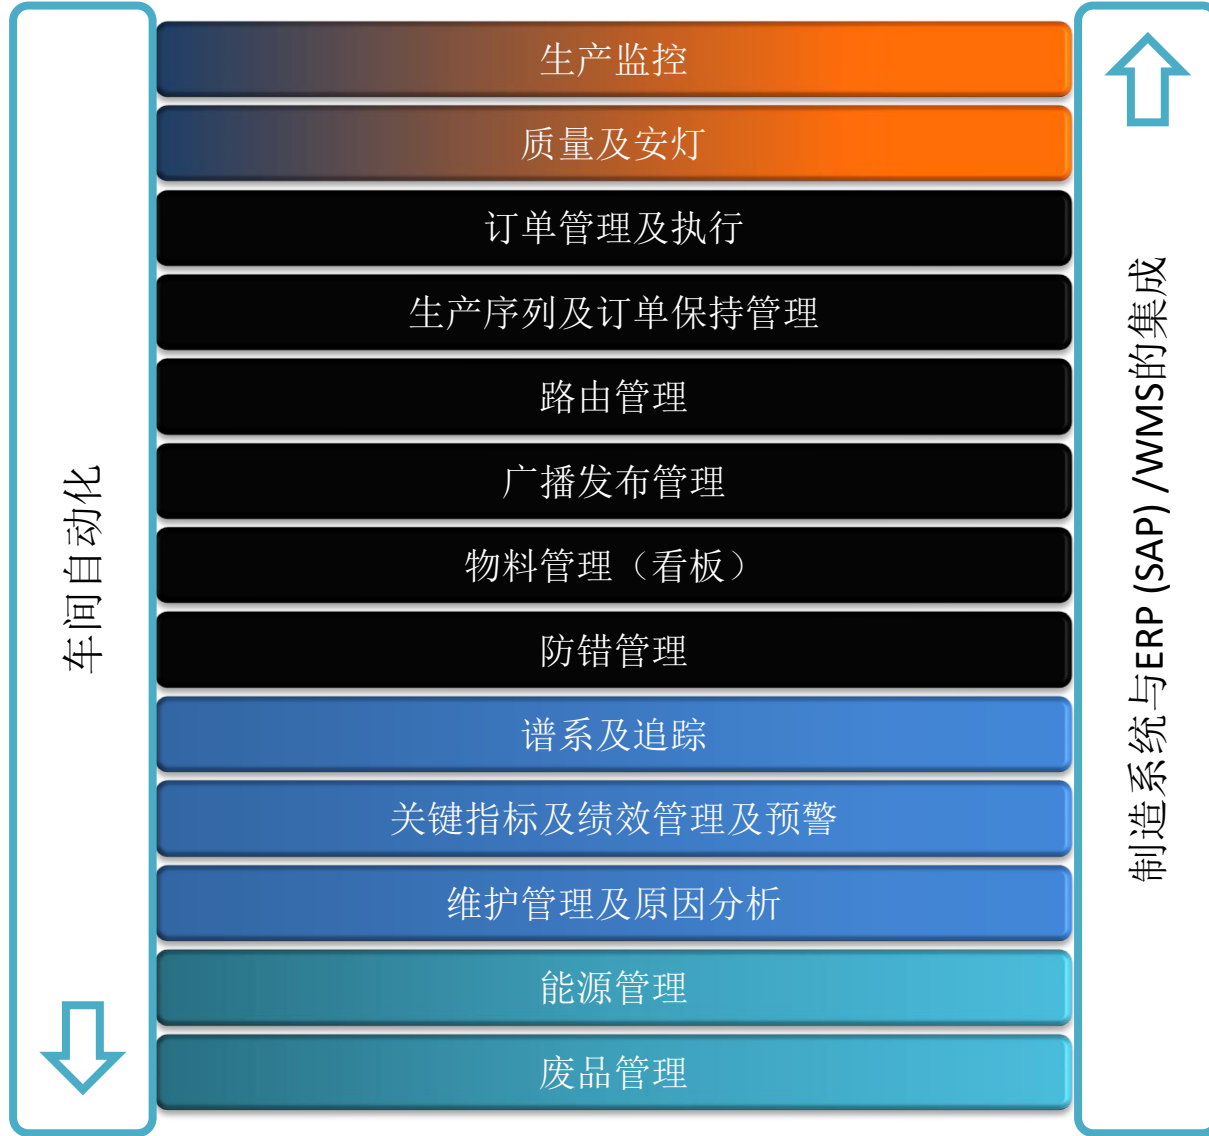 车间自动化
生产监控
质量及安灯
订单管理及执行
生产序列及订单保持管理
路由管理
广播发布管理
物料管理（看板）
防错管理
谱系及追踪
关键指标及绩效管理及预警
维护管理及原因分析
能源管理
废品管理
制造系统与ERP (SAP) /WMS的集成